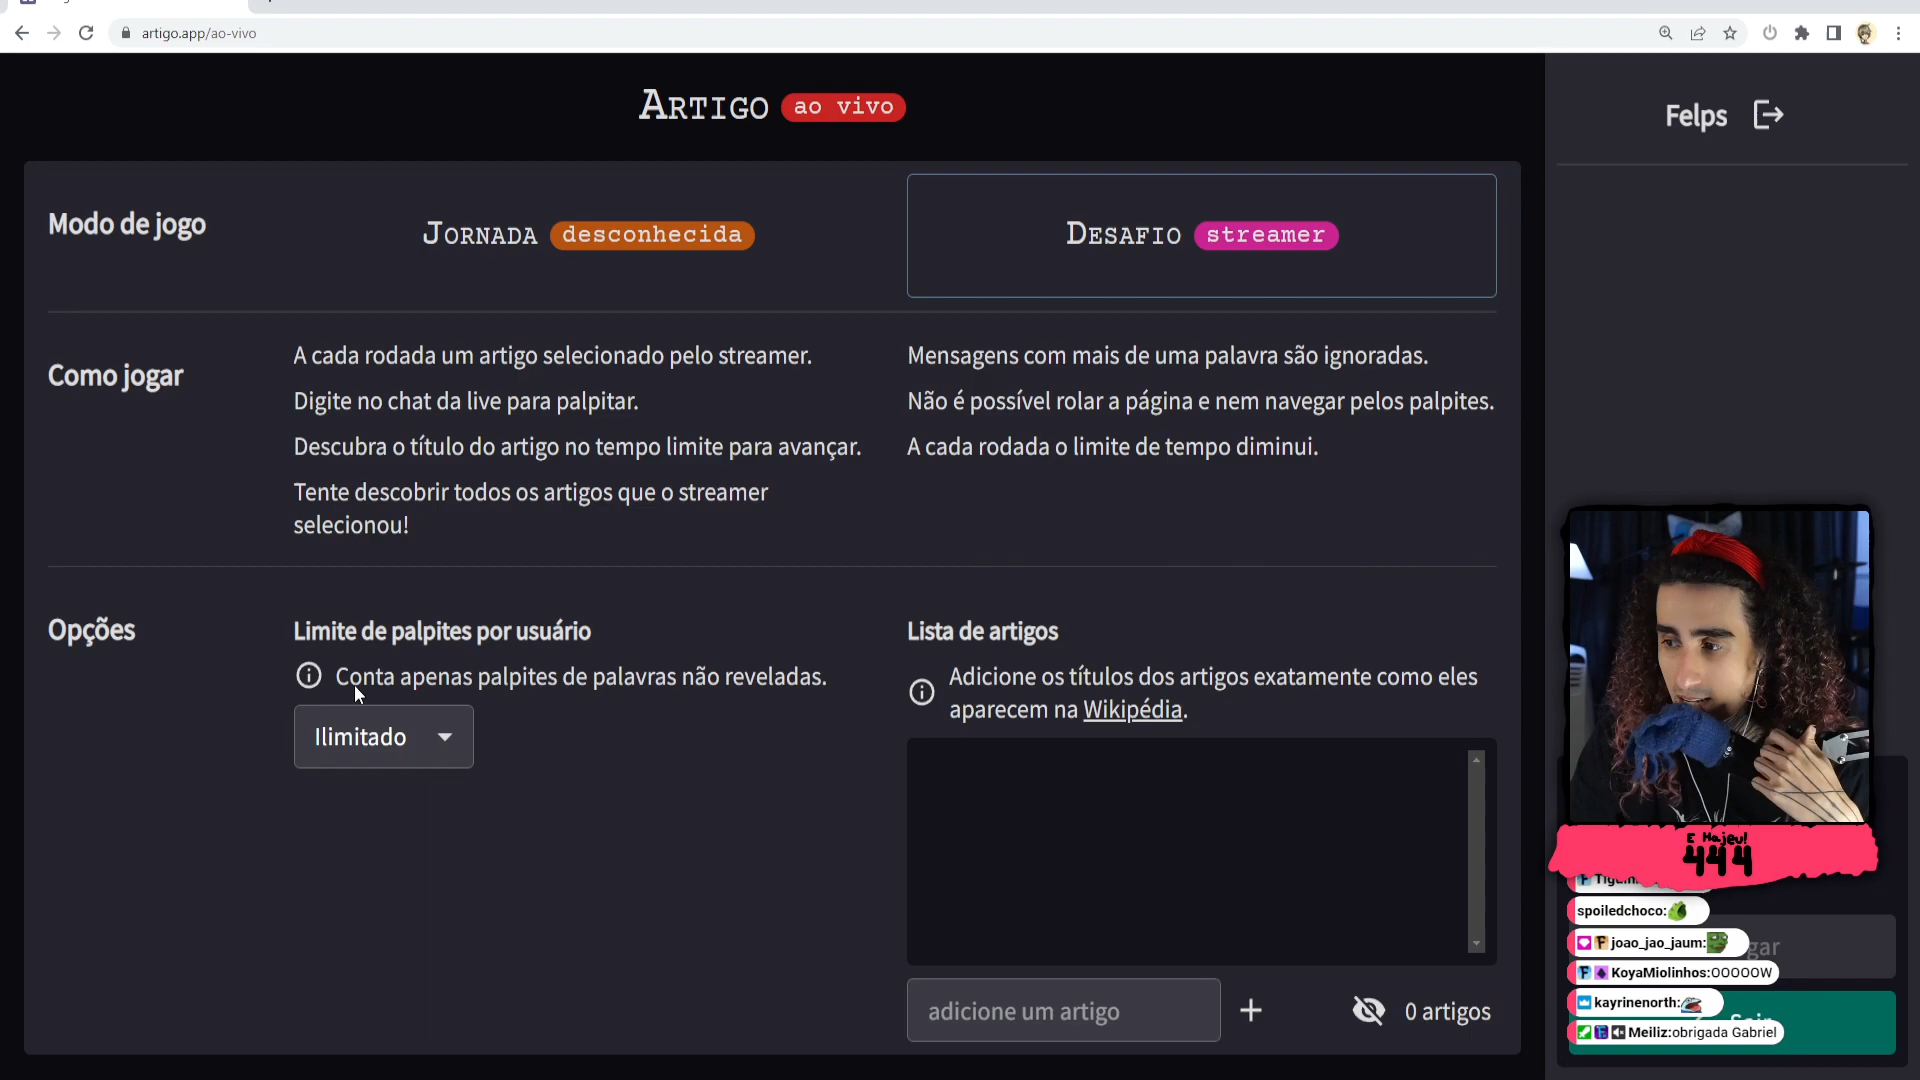 artigo.app/ao-vivo
ARTIGO ao vivo
Felps
Modo de jogo
JORNADA desconhecida
DESAFIO streamer
Como jogar
A cada rodada um artigo selecionado pelo streamer.
Digite no chat da live para palpitar.
Descubra o título do artigo no tempo limite para avançar.
Tente descobrir todos os artigos que o streamer
selecionou!
Mensagens com mais de uma palavra são ignoradas.
Não é possível rolar a página e nem navegar pelos palpites.
A cada rodada o limite de tempo diminui.
Opções
Limite de palpites por usuário
Conta apenas palpites de palavras não reveladas.
Ilimitado
Lista de artigos
Adicione os títulos dos artigos exatamente como eles
aparecem na Wikipédia.
adicione um artigo
0 artigos
E Hajeu!
444
spoiledchoco:
joao_jao_jaum:
KoyaMiolinhos:OOOOOW
kayrinenorth:
Meiliz:obrigada Gabriel